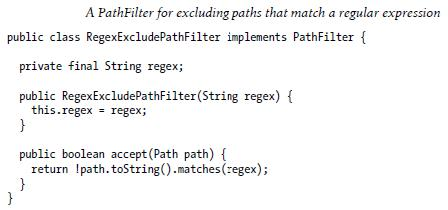 A PathFilter for excluding paths that match a regular expression
public class RegexExcludePathFilter implements PathFilter {
private final String regex;
public RegexExcludePathFilter(String regex) {
this.regex = regex;
}
public boolean accept(Path path) {
return !path.toString().matches(regex);
}
}